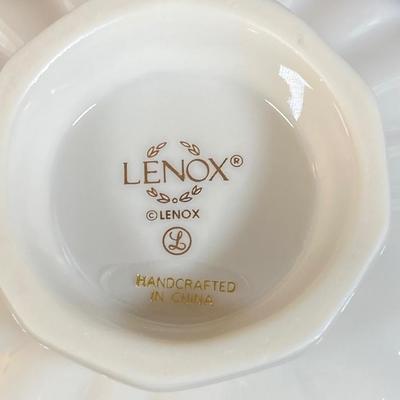 LENOX®
© LENOX
L
HANDCRAFTED
IN CHINA